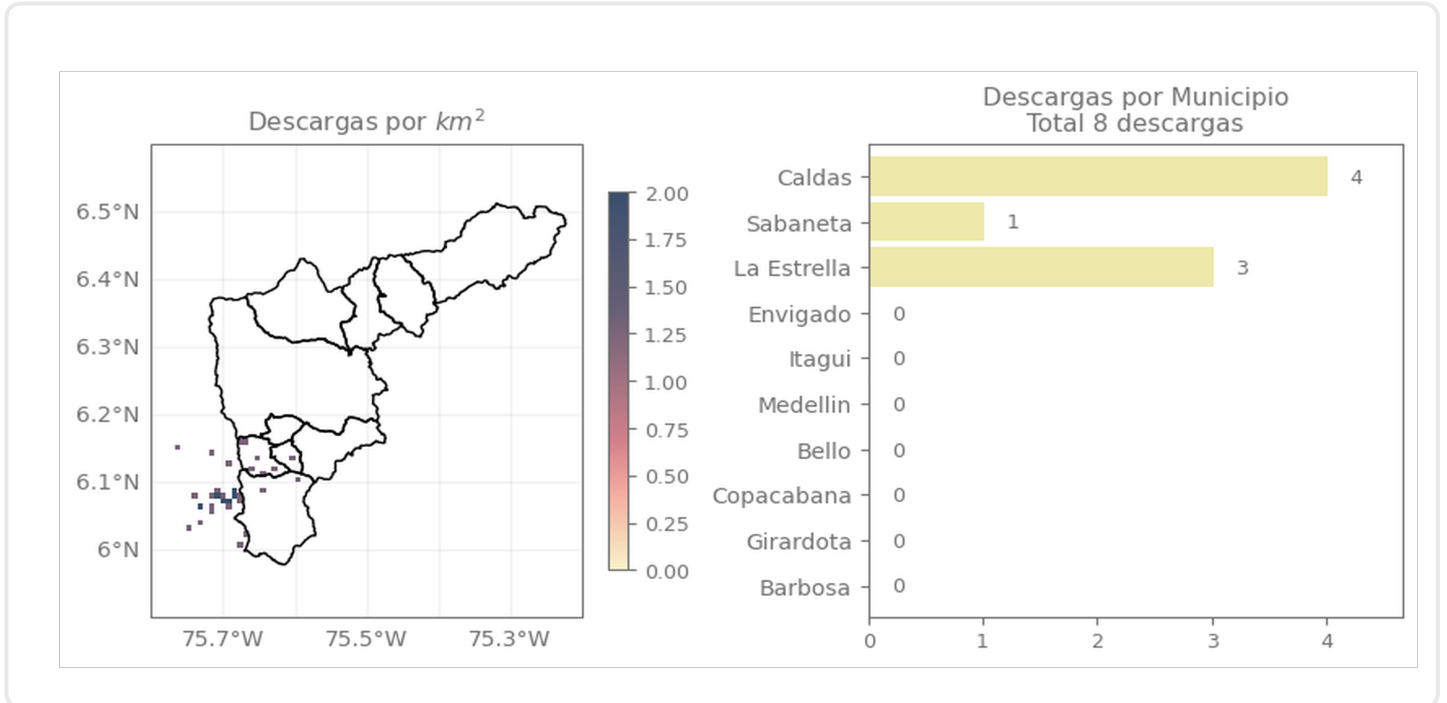 Descargas por km²
6.5°N
6.4°N
6.3°N
6.2°N
6.1°N
6°N
75.7°W 75.5°W 75.3°W
2.00
1.75
1.50
1.25
1.00
0.75
0.50
0.25
0.00
Descargas por Municipio
Total 8 descargas
Caldas 4
Sabaneta 1
La Estrella 3
Envigado 0
Itagui 0
Medellin 0
Bello 0
Copacabana 0
Girardota 0
Barbosa 0
0 1 2 3 4